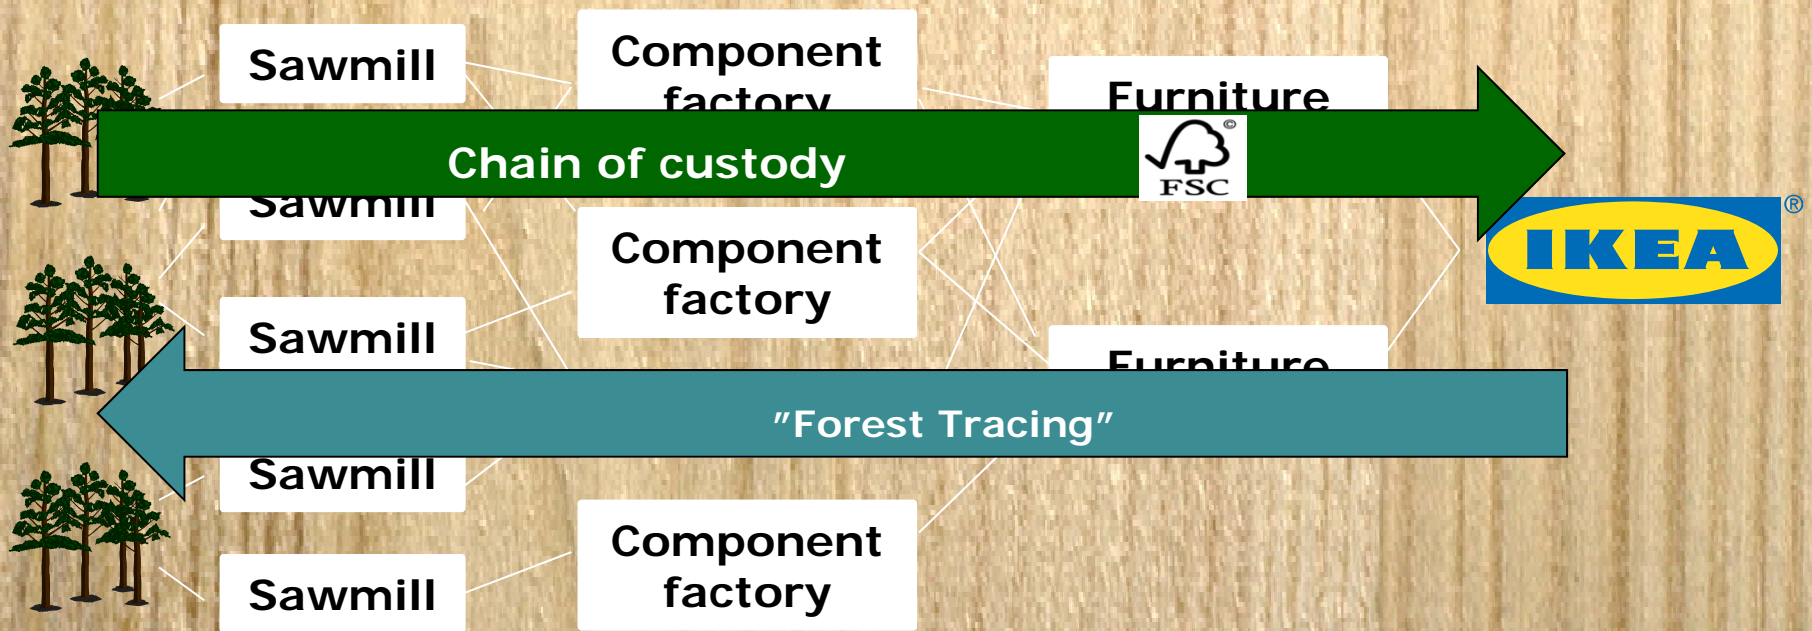 Sawmill
Component
factory
Furniture
Chain of custody
©
FSC
Sawmill
Component
factory
IKEA®
Sawmill
Furniture
"Forest Tracing"
Sawmill
Component
factory
Sawmill